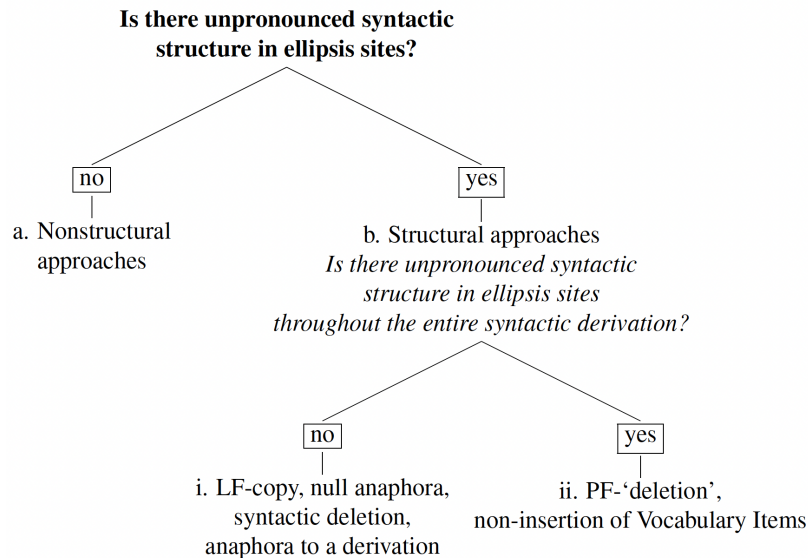 Is there unpronounced syntactic
structure in ellipsis sites?
no
yes
a. Nonstructural
approaches
b. Structural approaches
Is there unpronounced syntactic
structure in ellipsis sites
throughout the entire syntactic derivation?
no
yes
i. LF-copy, null anaphora,
syntactic deletion,
anaphora to a derivation
ii. PF-‘deletion’,
non-insertion of Vocabulary Items